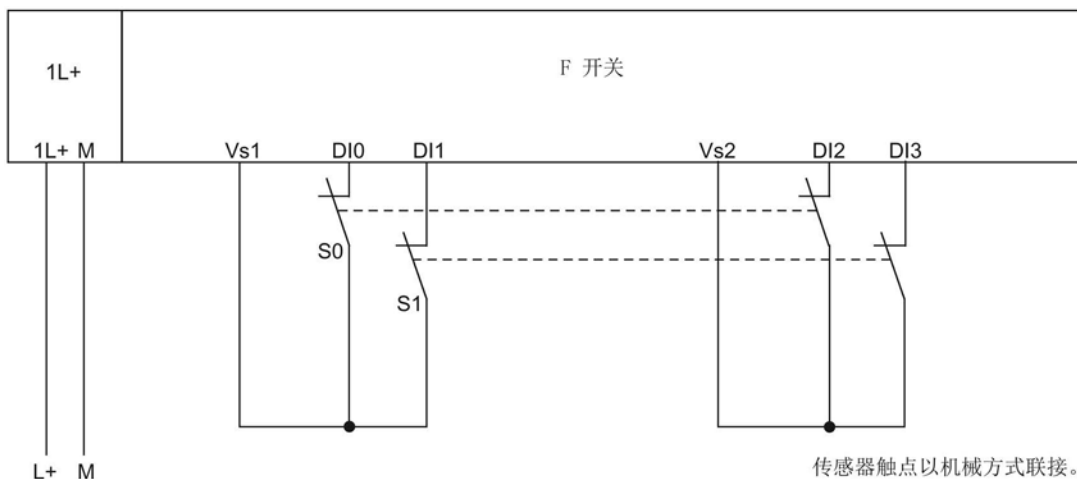 1L+
F 开关
1L+ M Vs1 DI0 DI1 Vs2 DI2 DI3
S0
S1
传感器触点以机械方式联接。
L+ M